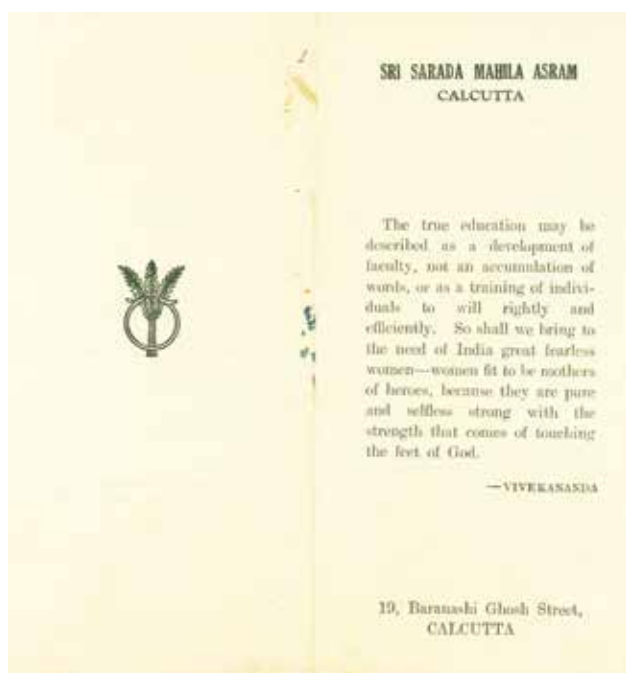 SRI SARADA MAHILA ASRAM
CALCUTTA
The true education may be
described as a development of
faculty, not an accumulation of
words, or as a training of indivi-
duals to will rightly and
efficiently. So shall we bring to
the need of India great fearless
women—women fit to be mothers
of heroes, because they are pure
and selfless strong with the
strength that comes of touching
the feet of God.
—VIVEKANANDA
19, Baranashi Ghosh Street,
CALCUTTA